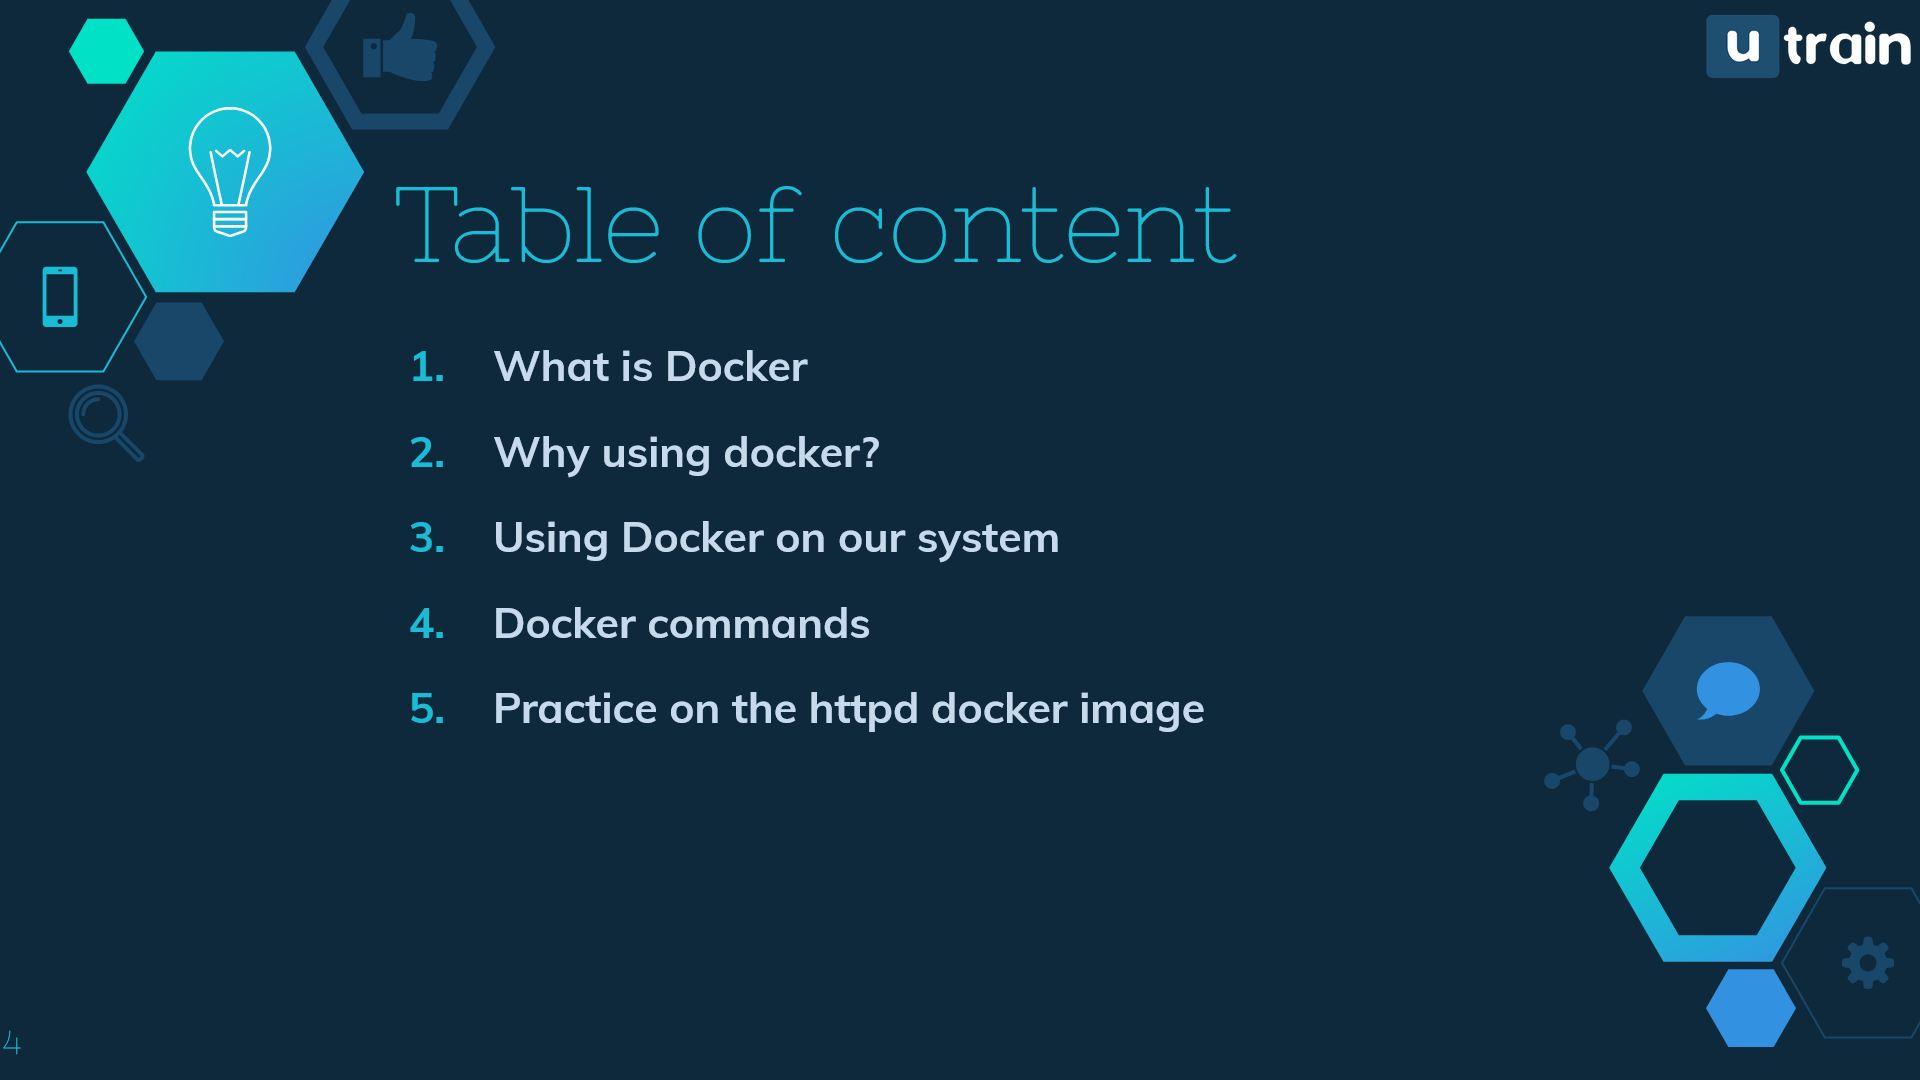 u train
Table of content
1. What is Docker
2. Why using docker?
3. Using Docker on our system
4. Docker commands
5. Practice on the httpd docker image
4